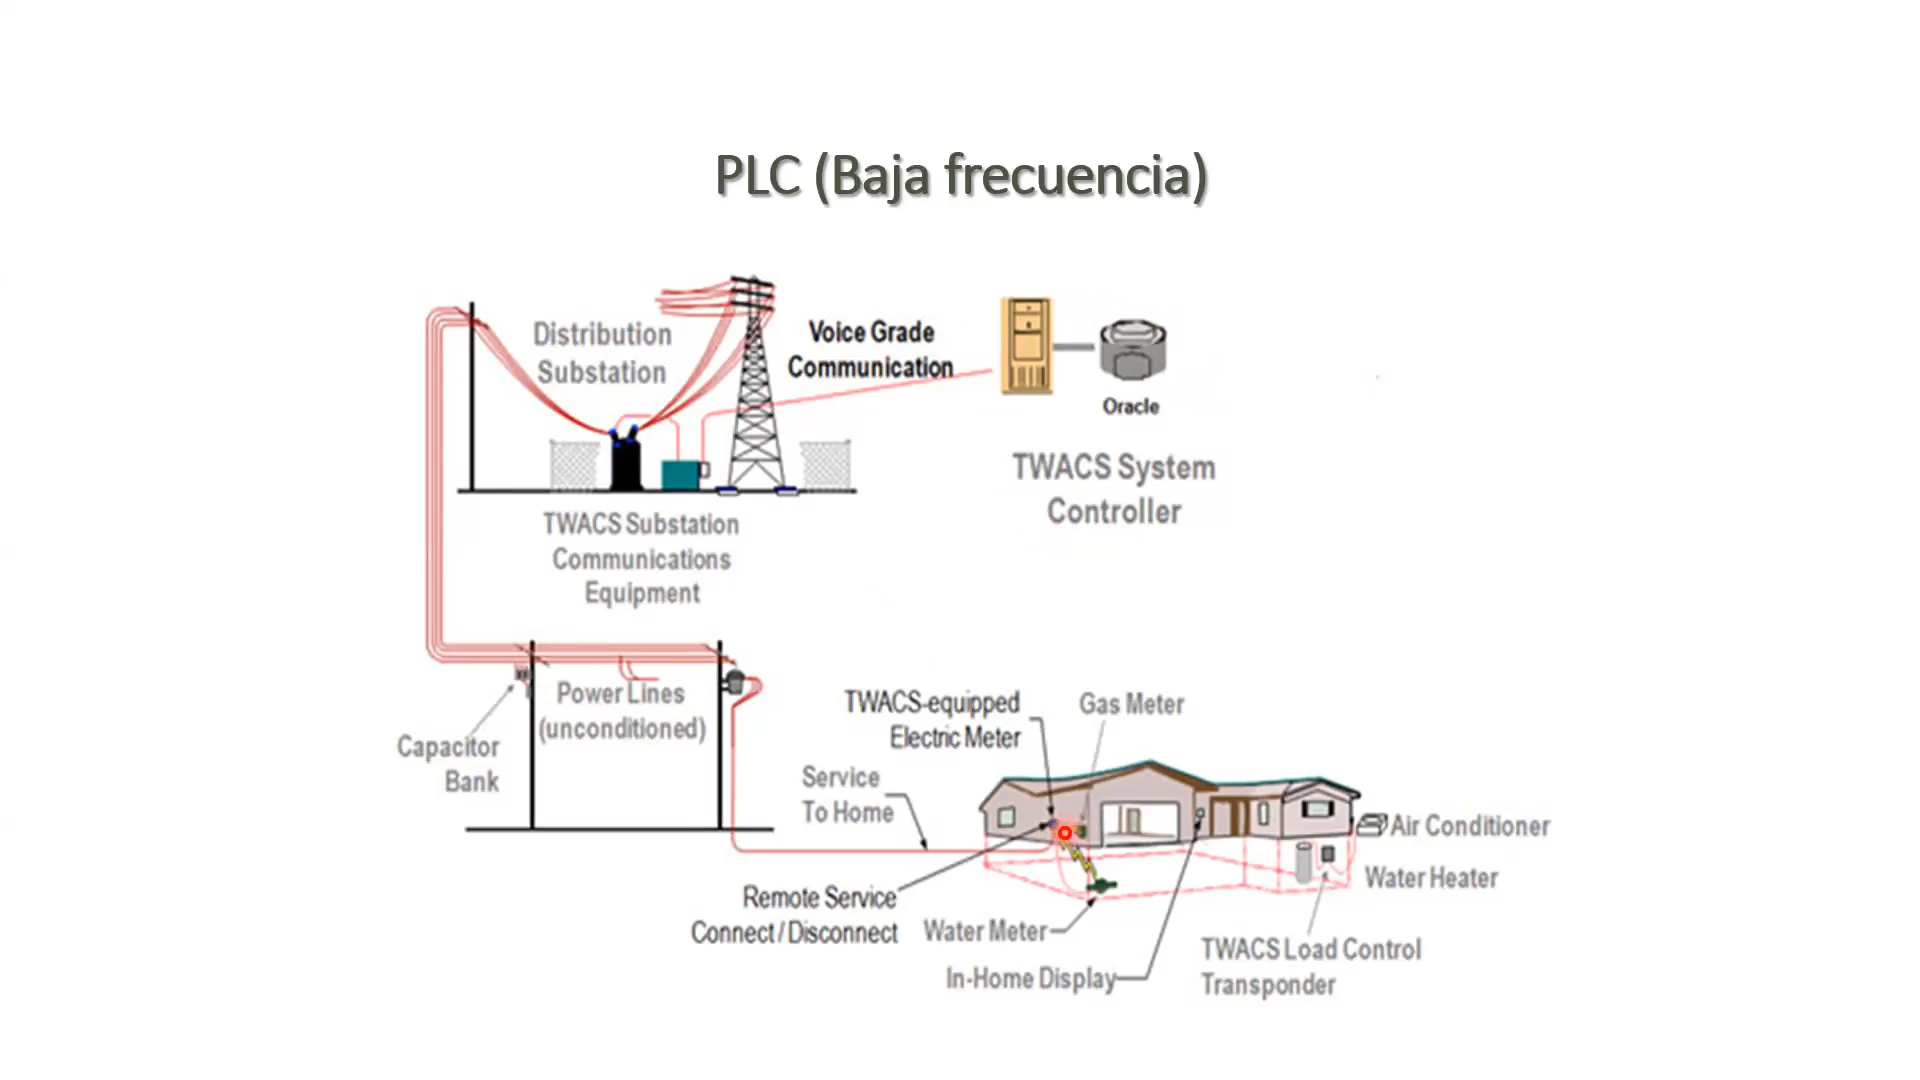 PLC (Baja frecuencia)
Distribution
Substation
Voice Grade
Communication
Oracle
TWACS System
Controller
TWACS Substation
Communications
Equipment
Power Lines
(unconditioned)
Capacitor
Bank
TWACS-equipped
Electric Meter
Gas Meter
Service
To Home
Air Conditioner
Water Heater
Remote Service
Connect / Disconnect
Water Meter
In-Home Display
TWACS Load Control
Transponder